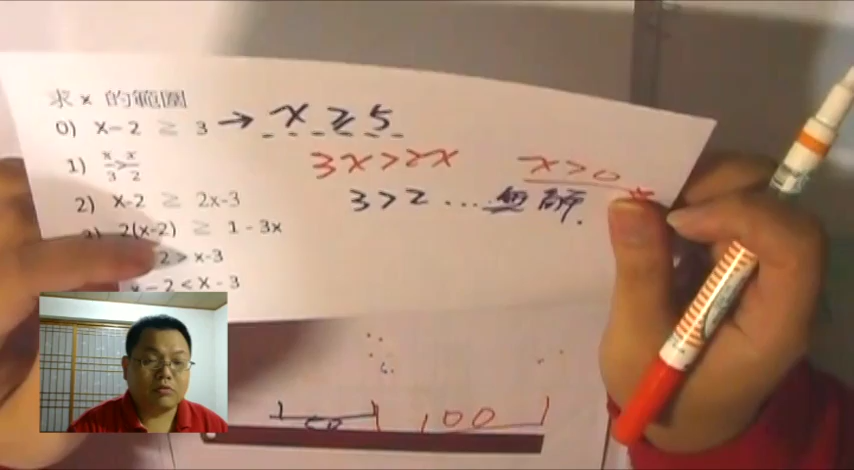 求 x 的範圍
0) x-2 ≥ 3 → x ≥ 5
1) x/3 > x/2 3x>2x x>0
3>2 ....無解.
2) x-2 ≥ 2x-3
2(x-2) ≥ 1-3x
2 > x-3
x-2 < x-3
100